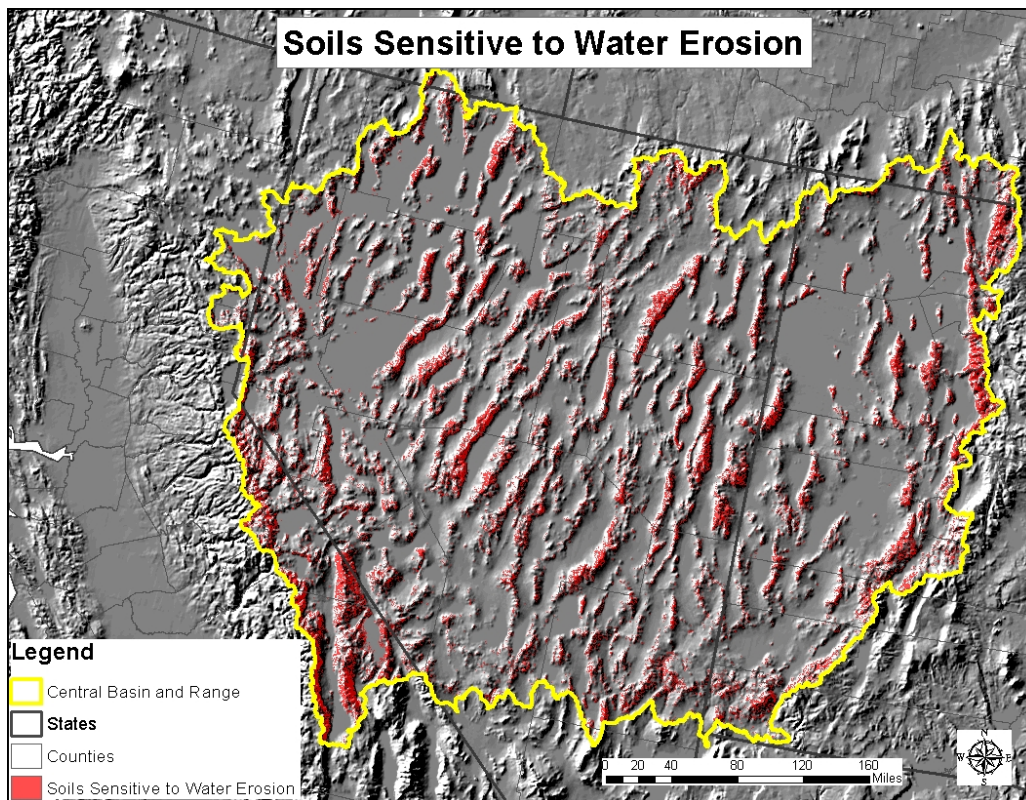 Soils Sensitive to Water Erosion
Legend
Central Basin and Range
States
Counties
Soils Sensitive to Water Erosion
0 20 40 80 120 160
Miles
N
W E
S